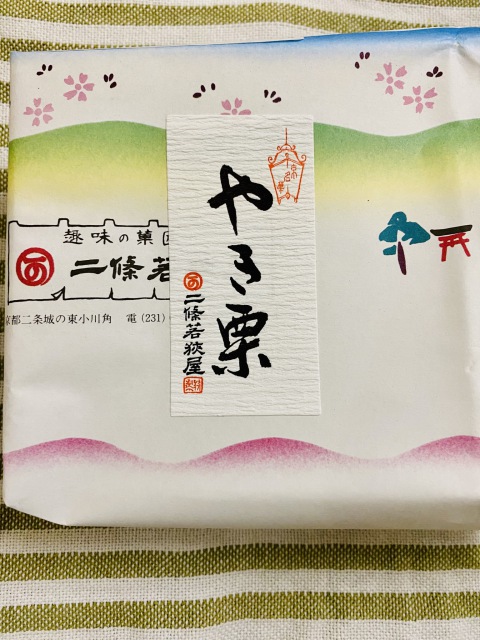 やき栗
二條若荻屋
趣味の菓
二條若
京都二条城の東小川角 電(231)